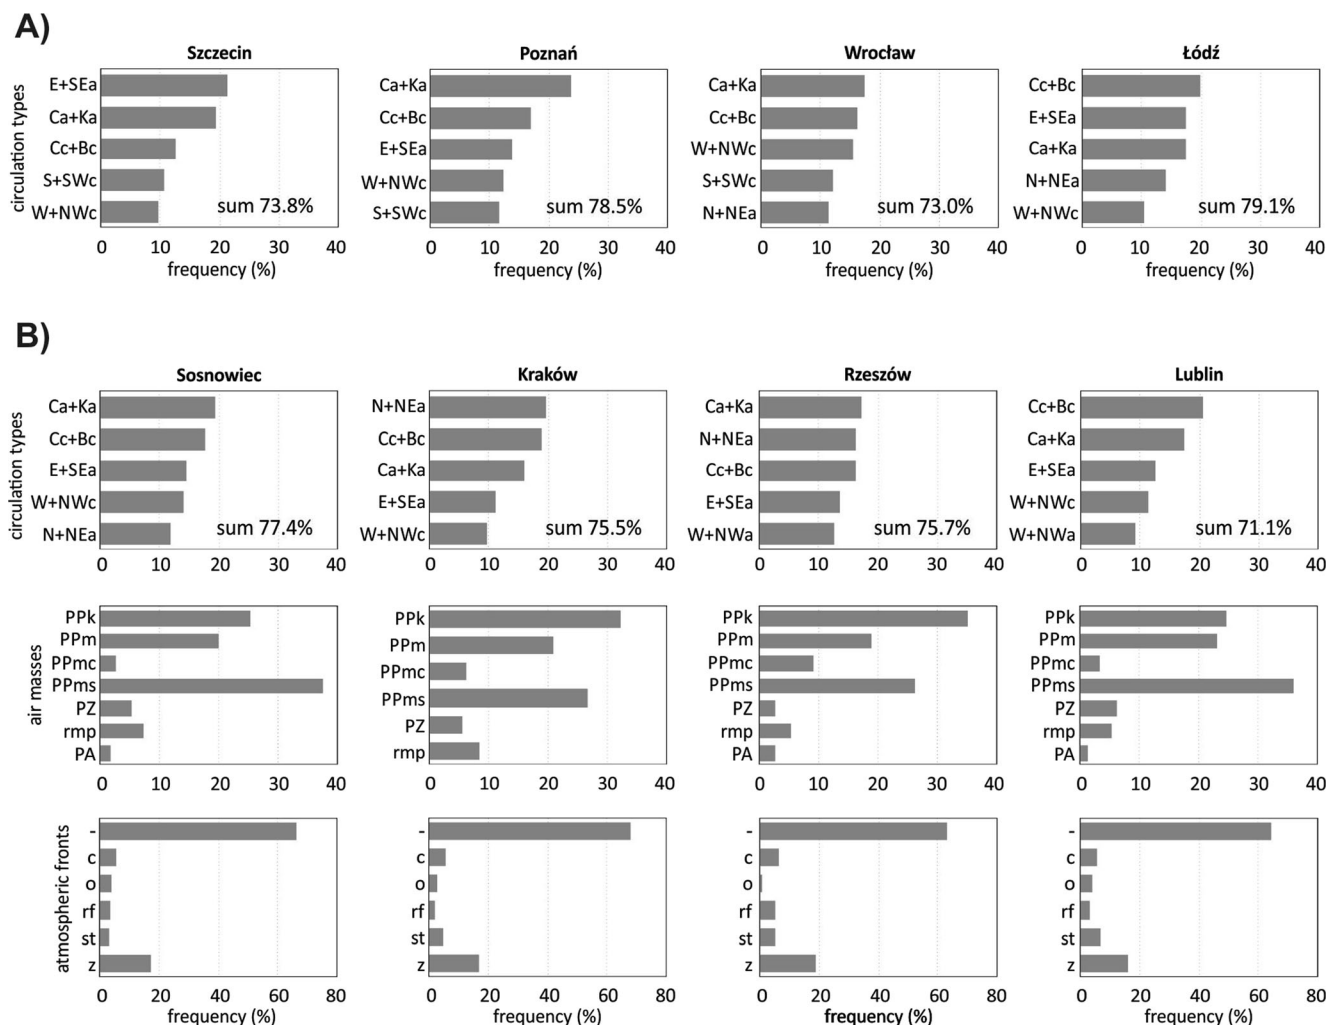 A)
Szczecin
circulation types
E+SEa
Ca+Ka
Cc+Bc
S+SWc
W+NWc
sum 73.8%
0 10 20 30 40
frequency (%)
Poznań
Ca+Ka
Cc+Bc
E+SEa
W+NWc
S+SWc
sum 78.5%
0 10 20 30 40
frequency (%)
Wrocław
Ca+Ka
Cc+Bc
W+NWc
S+SWc
N+NEa
sum 73.0%
0 10 20 30 40
frequency (%)
Łódź
Cc+Bc
E+SEa
Ca+Ka
N+NEa
W+NWc
sum 79.1%
0 10 20 30 40
frequency (%)
B)
Sosnowiec
circulation types
Ca+Ka
Cc+Bc
E+SEa
W+NWc
N+NEa
sum 77.4%
0 10 20 30 40
Kraków
N+NEa
Cc+Bc
Ca+Ka
E+SEa
W+NWc
sum 75.5%
0 10 20 30 40
Rzeszów
Ca+Ka
N+NEa
Cc+Bc
E+SEa
W+NWa
sum 75.7%
0 10 20 30 40
Lublin
Cc+Bc
Ca+Ka
E+SEa
W+NWc
W+NWa
sum 71.1%
0 10 20 30 40
air masses
PPk
PPm
PPmc
PPms
PZ
rmp
PA
0 10 20 30 40
PPk
PPm
PPmc
PPms
PZ
rmp
0 10 20 30 40
PPk
PPm
PPmc
PPms
PZ
rmp
PA
0 10 20 30 40
PPk
PPm
PPmc
PPms
PZ
rmp
PA
0 10 20 30 40
atmospheric fronts
-
c
o
rf
st
z
0 20 40 60 80
frequency (%)
-
c
o
rf
st
z
0 20 40 60 80
frequency (%)
-
c
o
rf
st
z
0 20 40 60 80
frequency (%)
-
c
o
rf
st
z
0 20 40 60 80
frequency (%)